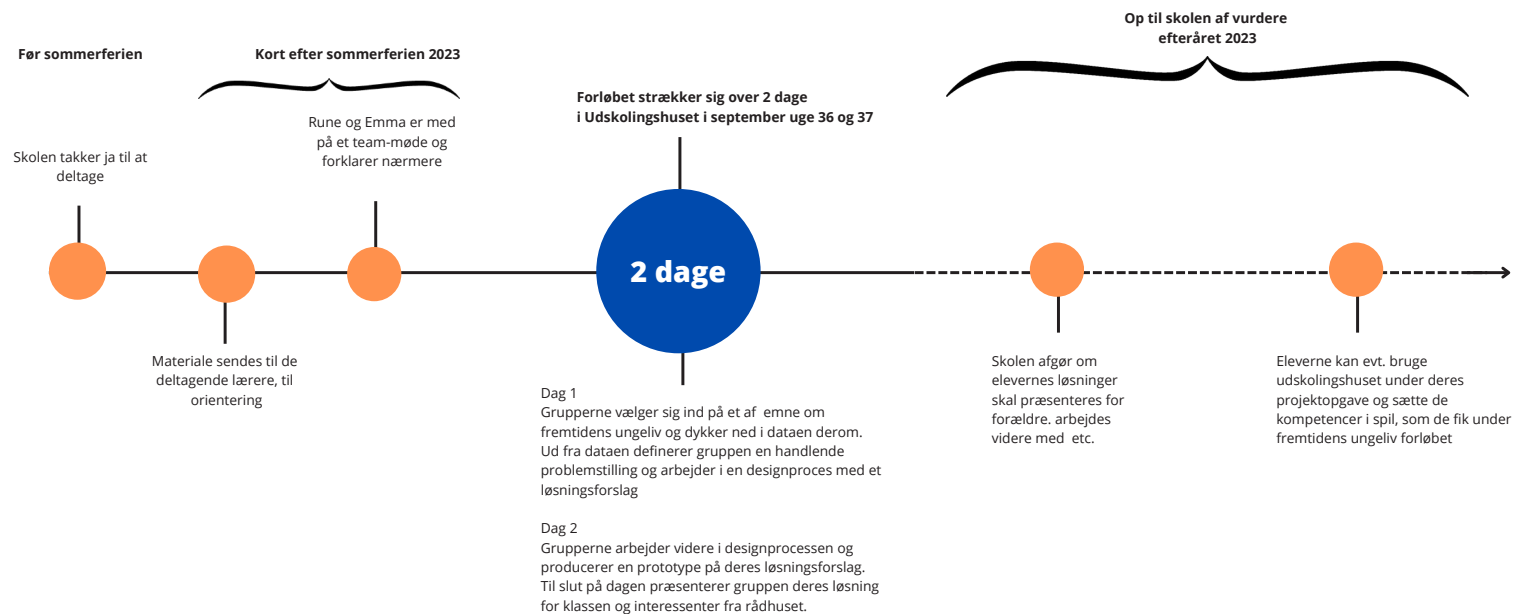 Før sommerferien
Skolen takker ja til at
deltage
Kort efter sommerferien 2023
Rune og Emma er med
på et team-møde og
forklarer nærmere
Materiale sendes til de
deltagende lærere, til
orientering
Forløbet strækker sig over 2 dage
i Udskolingshuset i september uge 36 og 37
2 dage
Dag 1
Grupperne vælger sig ind på et af  emne om
fremtidens ungeliv og dykker ned i dataen derom.
Ud fra dataen definerer gruppen en handlende
problemstilling og arbejder i en designproces med et
løsningsforslag
Dag 2
Grupperne arbejder videre i designprocessen og
producerer en prototype på deres løsningsforslag.
Til slut på dagen præsenterer gruppen deres løsning
for klassen og interessenter fra rådhuset.
Op til skolen af vurdere
efteråret 2023
Skolen afgør om
elevernes løsninger
skal præsenteres for
forældre. arbejdes
videre med  etc.
Eleverne kan evt. bruge
udskolingshuset under deres
projektopgave og sætte de
kompetencer i spil, som de fik under
fremtidens ungeliv forløbet